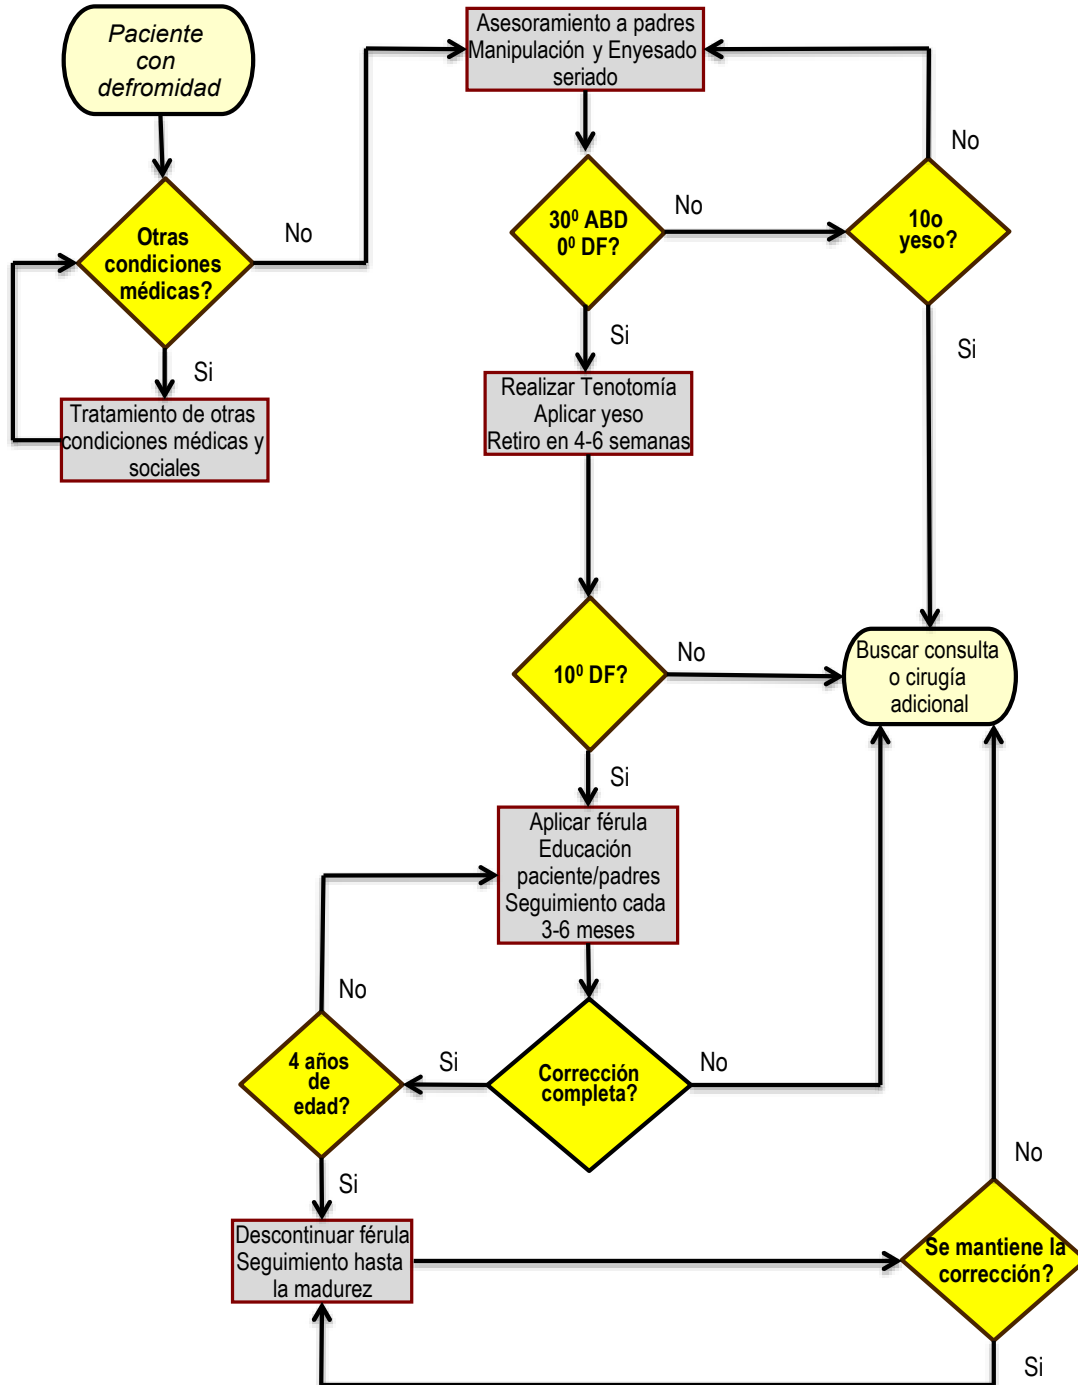 Paciente
con
defromidad
Asesoramiento a padres
Manipulación y Enyesado
seriado
No
Otras
condiciones
médicas?
No
30⁰ ABD
0⁰ DF?
No
10o
yeso?
Si
Si
Si
Tratamiento de otras
condiciones médicas y
sociales
Realizar Tenotomía
Aplicar yeso
Retiro en 4-6 semanas
10⁰ DF?
No
Buscar consulta
o cirugía
adicional
Si
Aplicar férula
Educación
paciente/padres
Seguimiento cada
3-6 meses
No
4 años
de
edad?
Si
Corrección
completa?
No
Si
No
Descontinuar férula
Seguimiento hasta
la madurez
Se mantiene la
corrección?
Si